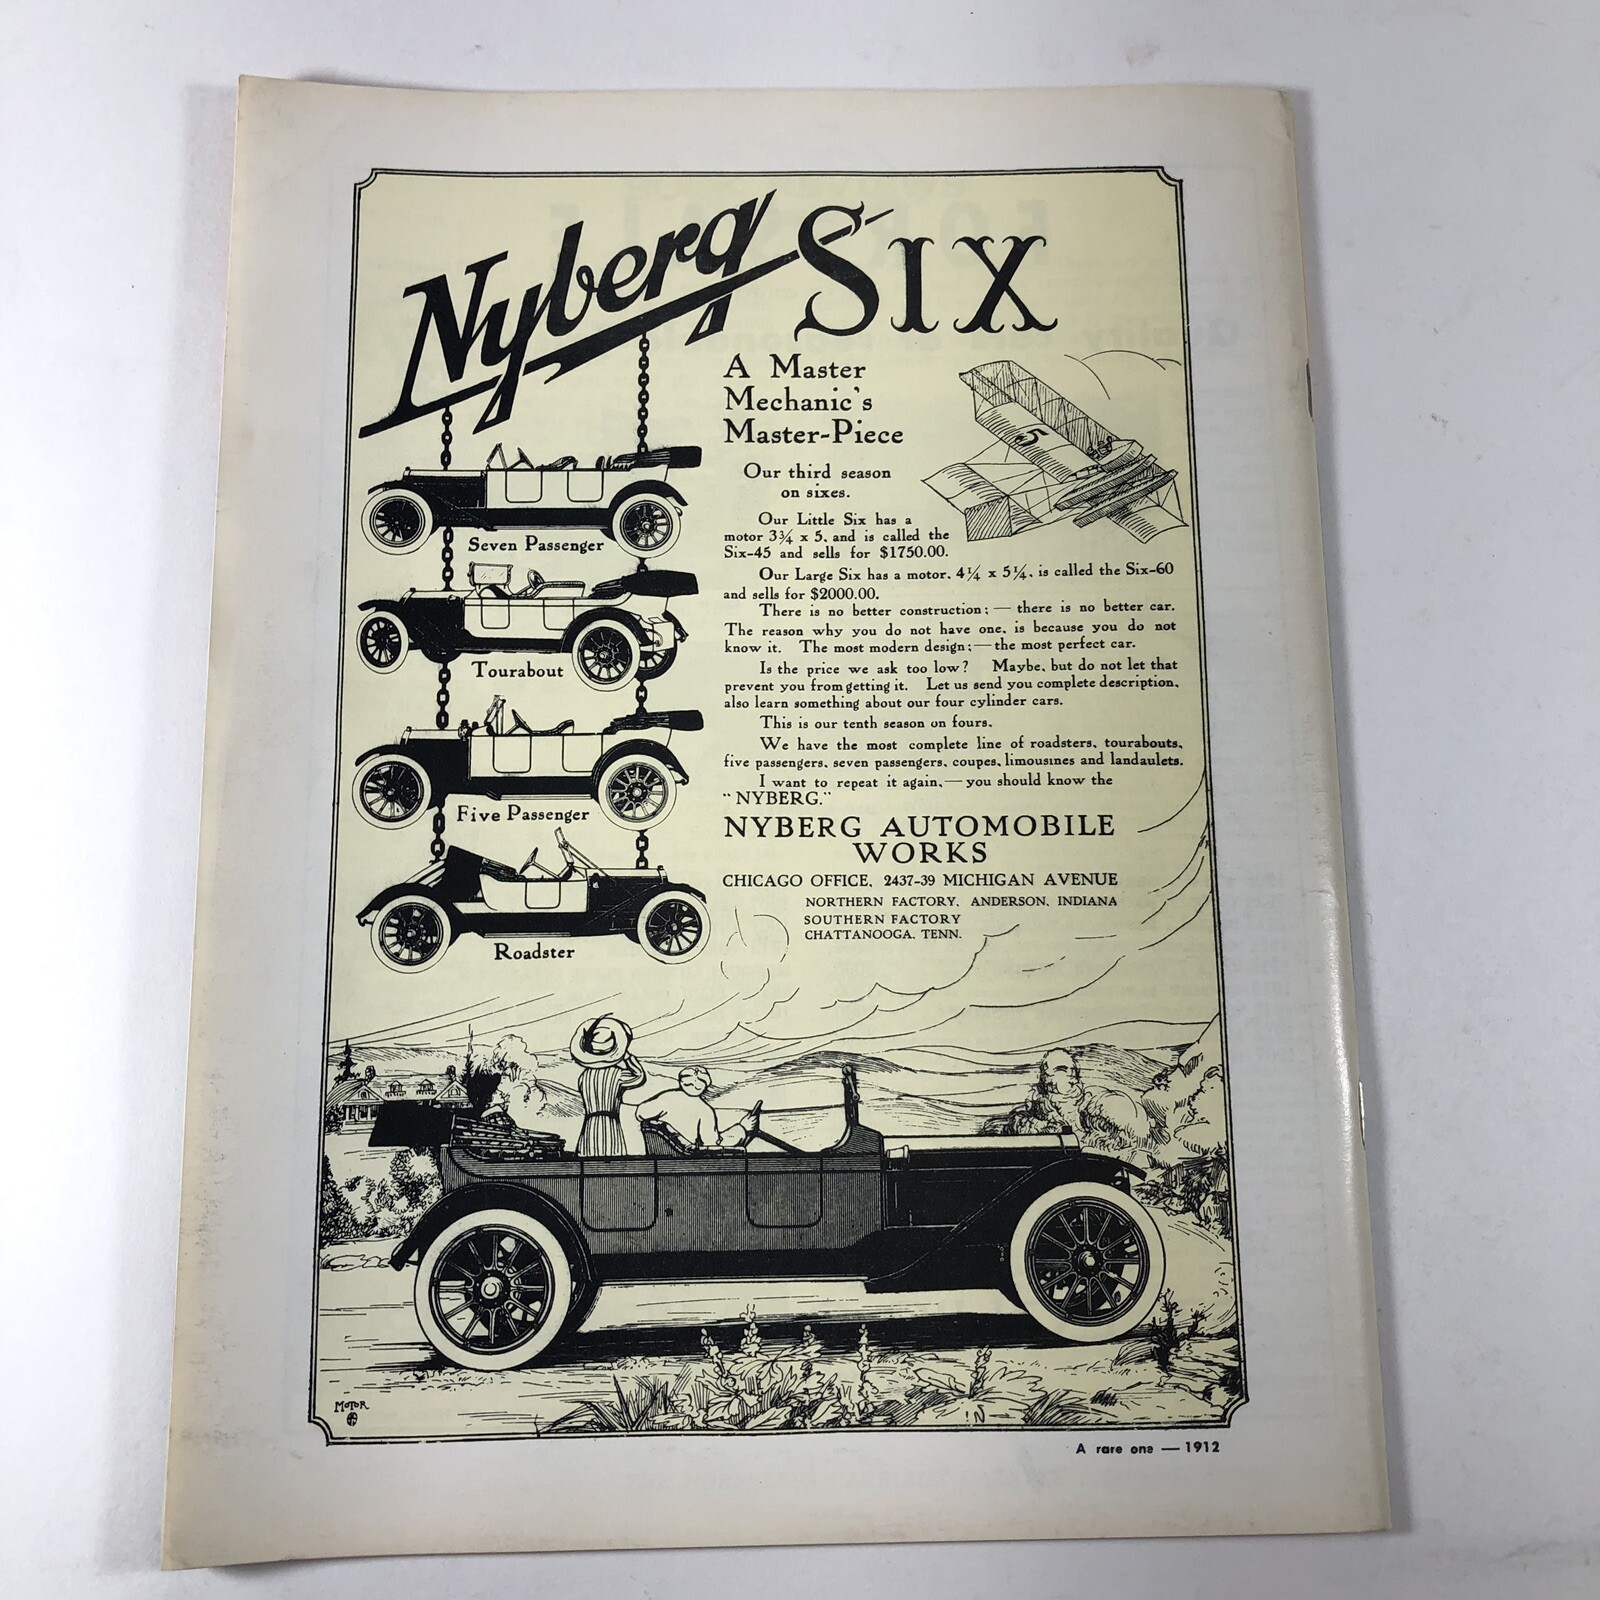 Nyberg SIX
A Master
Mechanic's
Master-Piece
5
Our third season
on sixes.
Our Little Six has a
motor 3¾ x 5, and is called the
Six-45 and sells for $1750.00.
Our Large Six has a motor, 4¼ x 5¼, is called the Six-60
and sells for $2000.00.
There is no better construction; — there is no better car.
The reason why you do not have one, is because you do not
know it. The most modern design; — the most perfect car.
Is the price we ask too low? Maybe, but do not let that
prevent you from getting it. Let us send you complete description,
also learn something about our four cylinder cars.
This is our tenth season on fours.
We have the most complete line of roadsters, tourabouts,
five passengers, seven passengers, coupes, limousines and landaulets.
I want to repeat it again, — you should know the
"NYBERG."
NYBERG AUTOMOBILE
WORKS
CHICAGO OFFICE, 2437-39 MICHIGAN AVENUE
NORTHERN FACTORY, ANDERSON, INDIANA
SOUTHERN FACTORY
CHATTANOOGA, TENN.
Seven Passenger
Tourabout
Five Passenger
Roadster
MOTOR
A rare one — 1912